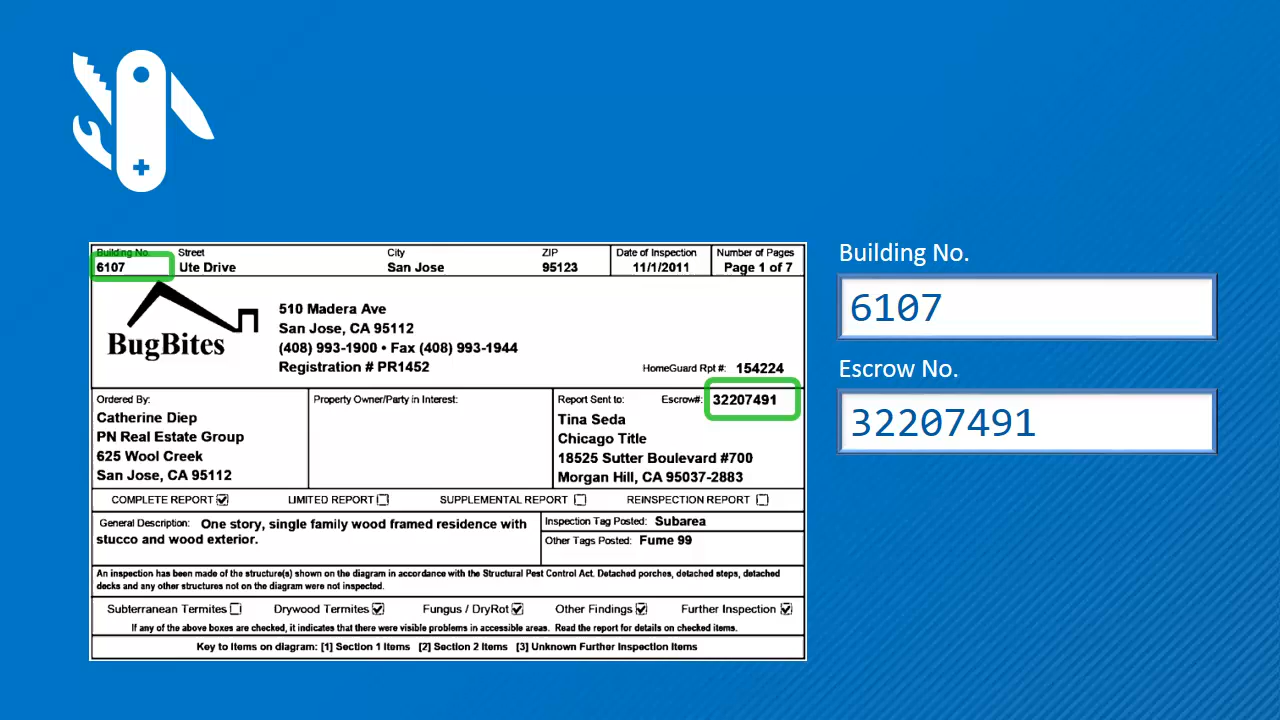 Building No. Street City ZIP Date of Inspection Number of Pages
6107 Ute Drive San Jose 95123 11/1/2011 Page 1 of 7
BugBites
510 Madera Ave
San Jose, CA 95112
(408) 993-1900 • Fax (408) 993-1944
Registration # PR1452
HomeGuard Rpt #: 154224
Ordered By:
Catherine Diep
PN Real Estate Group
625 Wool Creek
San Jose, CA 95112
Property Owner/Party in Interest:
Report Sent to: Escrow#: 32207491
Tina Seda
Chicago Title
18525 Sutter Boulevard #700
Morgan Hill, CA 95037-2883
COMPLETE REPORT LIMITED REPORT SUPPLEMENTAL REPORT REINSPECTION REPORT
General Description: One story, single family wood framed residence with
stucco and wood exterior.
Inspection Tag Posted: Subarea
Other Tags Posted: Fume 99
An inspection has been made of the structure(s) shown on the diagram in accordance with the Structural Pest Control Act. Detached porches, detached steps, detached
decks and any other structures not on the diagram were not inspected.
Subterranean Termites Drywood Termites Fungus / DryRot Other Findings Further Inspection
If any of the above boxes are checked, it indicates that there were visible problems in accessible areas. Read the report for details on checked items.
Key to Items on diagram: [1] Section 1 Items [2] Section 2 Items [3] Unknown Further Inspection Items
Building No.
6107
Escrow No.
32207491